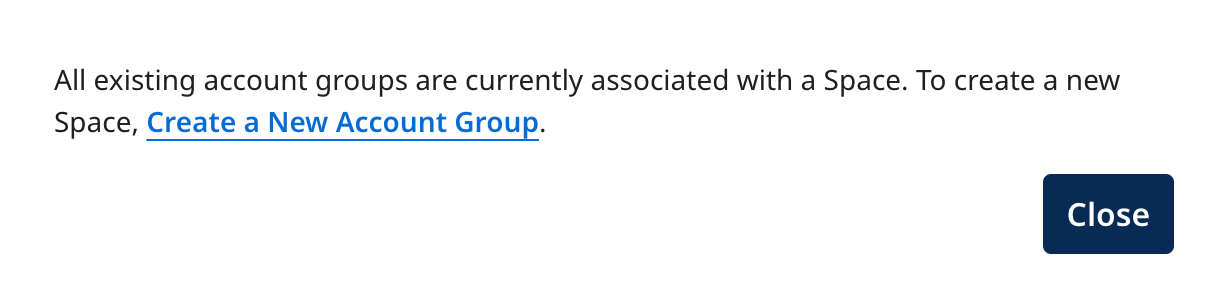 All existing account groups are currently associated with a Space. To create a new
Space, Create a New Account Group.
Close